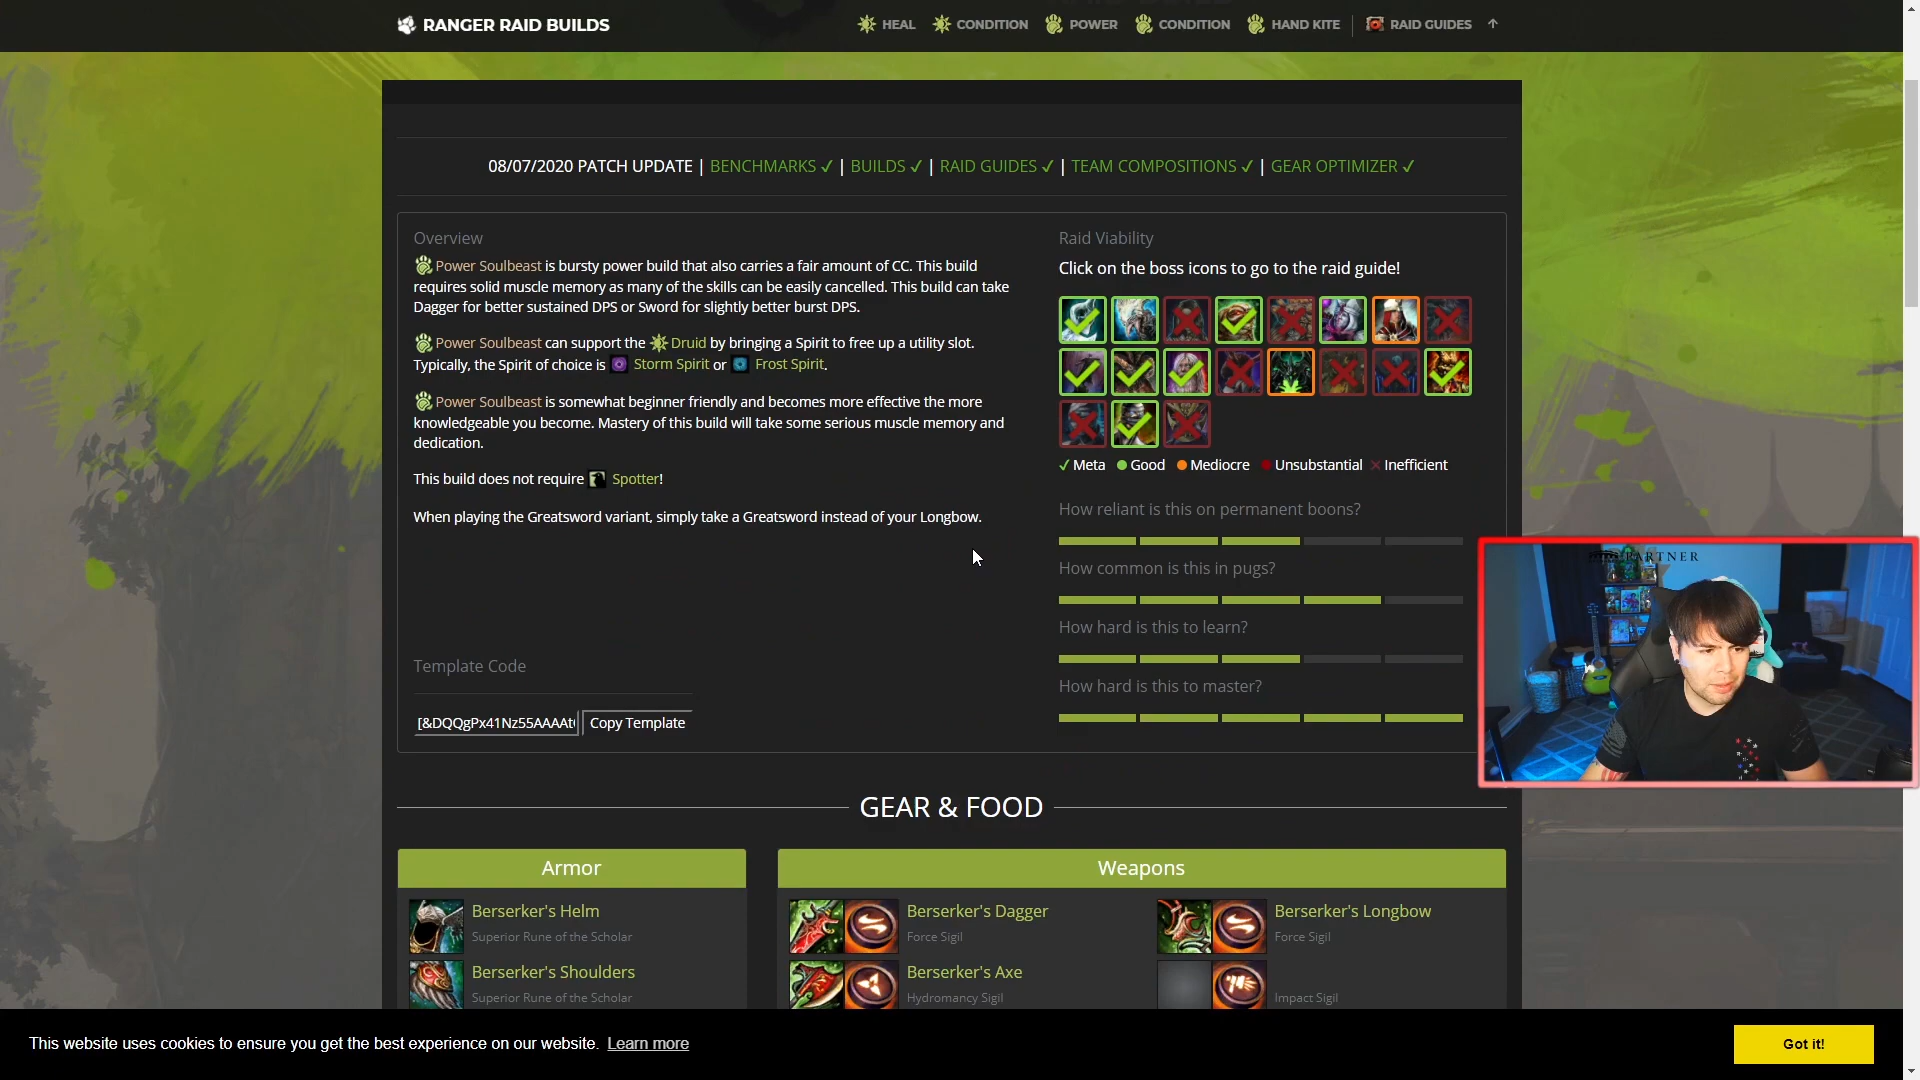 RANGER RAID BUILDS
HEAL CONDITION POWER CONDITION HAND KITE RAID GUIDES
08/07/2020 PATCH UPDATE | BENCHMARKS ✓ | BUILDS ✓ | RAID GUIDES ✓ | TEAM COMPOSITIONS ✓ | GEAR OPTIMIZER ✓
Overview
Power Soulbeast is bursty power build that also carries a fair amount of CC. This build
requires solid muscle memory as many of the skills can be easily cancelled. This build can take
Dagger for better sustained DPS or Sword for slightly better burst DPS.
Power Soulbeast can support the Druid by bringing a Spirit to free up a utility slot.
Typically, the Spirit of choice is Storm Spirit or Frost Spirit.
Power Soulbeast is somewhat beginner friendly and becomes more effective the more
knowledgeable you become. Mastery of this build will take some serious muscle memory and
dedication.
This build does not require Spotter!
When playing the Greatsword variant, simply take a Greatsword instead of your Longbow.
Template Code
[&DQQgPx41Nz55AAAAt Copy Template
Raid Viability
Click on the boss icons to go to the raid guide!
✓ Meta Good Mediocre Unsubstantial Inefficient
How reliant is this on permanent boons?
How common is this in pugs?
How hard is this to learn?
How hard is this to master?
PARTNER
GEAR & FOOD
Armor
Berserker's Helm
Superior Rune of the Scholar
Berserker's Shoulders
Superior Rune of the Scholar
Weapons
Berserker's Dagger
Force Sigil
Berserker's Longbow
Force Sigil
Berserker's Axe
Hydromancy Sigil
Impact Sigil
This website uses cookies to ensure you get the best experience on our website. Learn more
Got it!